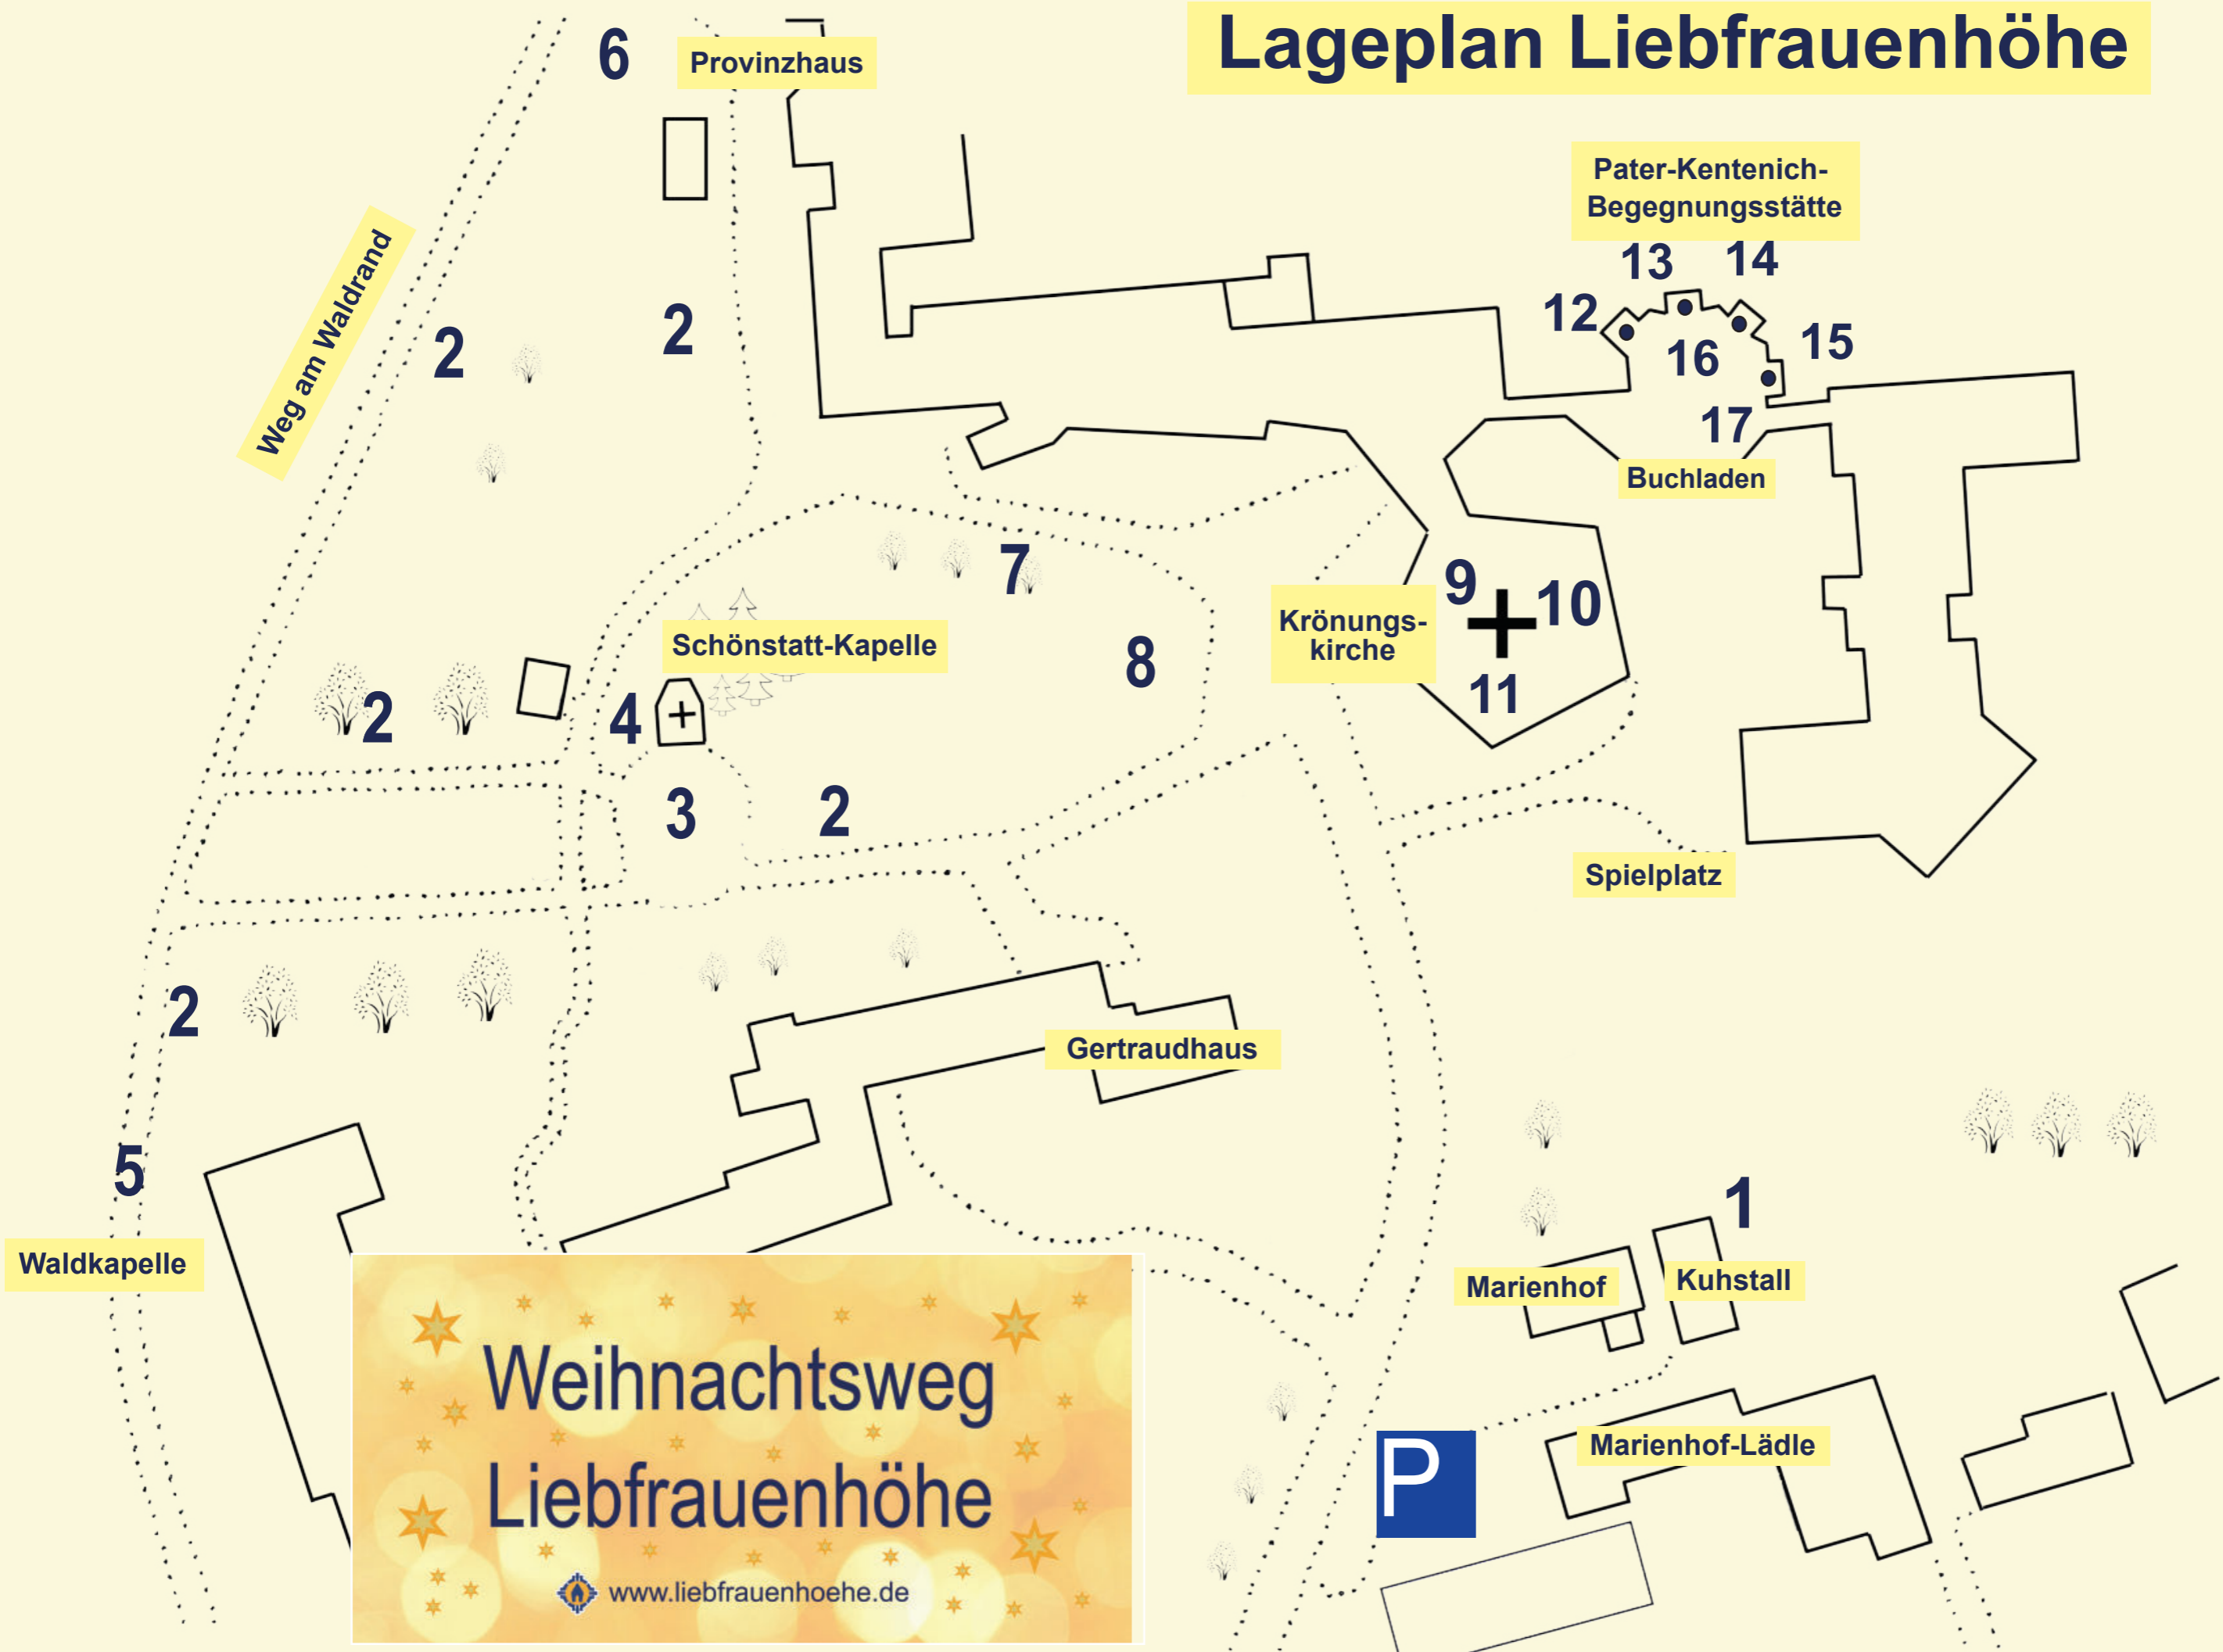 Lageplan Liebfrauenhöhe
6
Provinzhaus
Pater-Kentenich-
Begegnungsstätte
13
14
12
15
16
17
Weg am Waldrand
2
2
Buchladen
7
9
10
Krönungs-
kirche
11
Schönstatt-Kapelle
8
2
4
3
2
Spielplatz
2
Gertraudhaus
5
1
Waldkapelle
Marienhof
Kuhstall
Marienhof-Lädle
P
Weihnachtsweg
Liebfrauenhöhe
www.liebfrauenhoehe.de